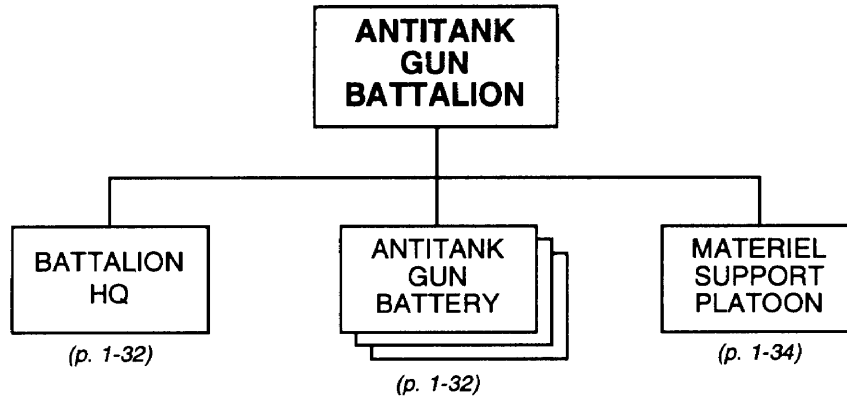 ANTITANK
GUN
BATTALION
BATTALION
HQ
(p. 1-32)
ANTITANK
GUN
BATTERY
(p. 1-32)
MATERIEL
SUPPORT
PLATOON
(p. 1-34)